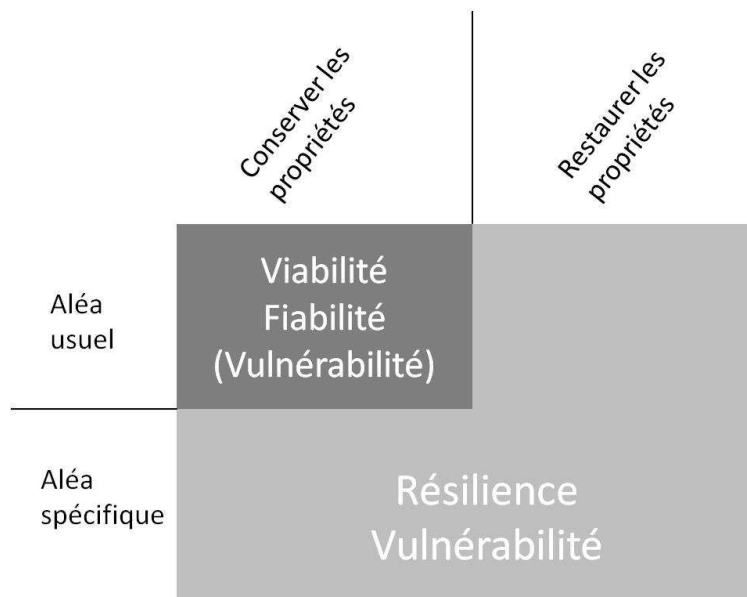 Conserver les
propriétés
Restaurer les
propriétés
Aléa
usuel
Viabilité
Fiabilité
(Vulnérabilité)
Aléa
spécifique
Résilience
Vulnérabilité